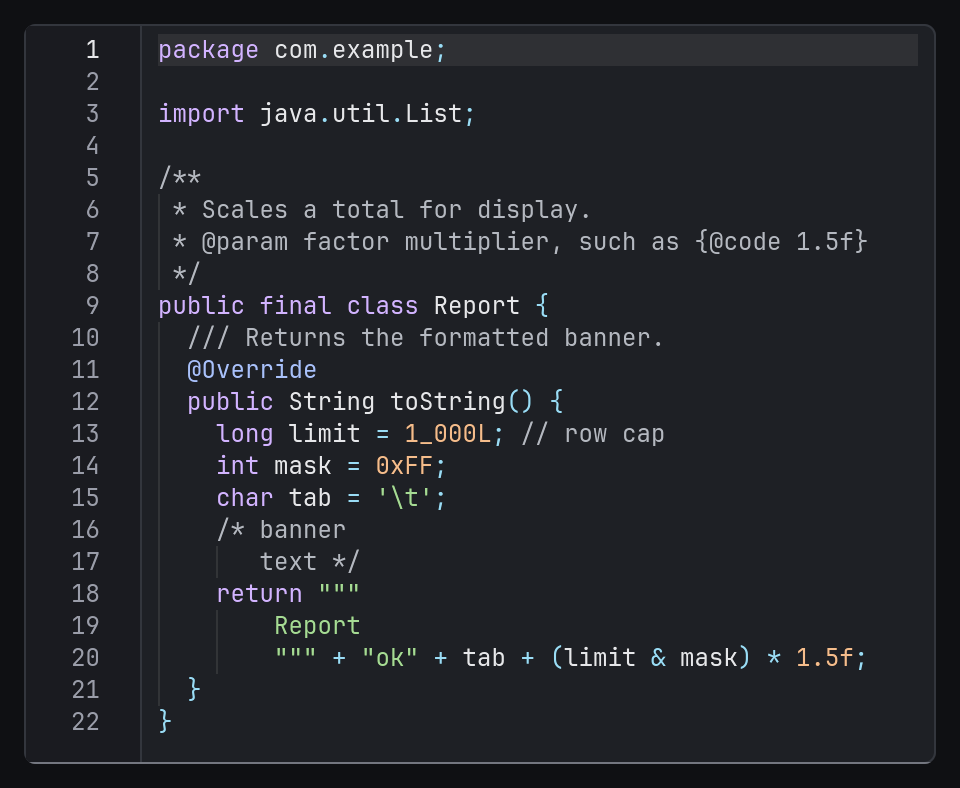 1 package com.example;
2
3 import java.util.List;
4
5 /**
6  * Scales a total for display.
7  * @param factor multiplier, such as {@code 1.5f}
8  */
9 public final class Report {
10   /// Returns the formatted banner.
11   @Override
12   public String toString() {
13     long limit = 1_000L; // row cap
14     int mask = 0xFF;
15     char tab = '\t';
16     /* banner
17        text */
18     return """
19         Report
20         """ + "ok" + tab + (limit & mask) * 1.5f;
21   }
22 }